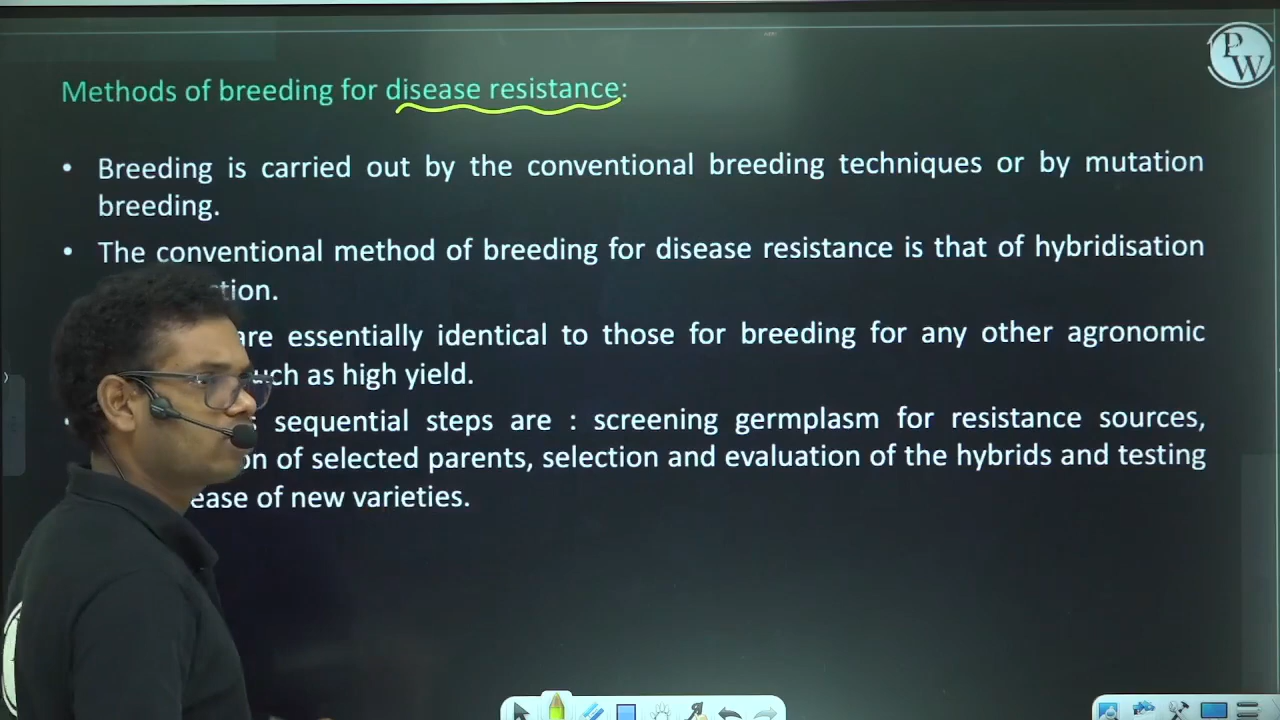 PW
Methods of breeding for disease resistance:
• Breeding is carried out by the conventional breeding techniques or by mutation
breeding.
• The conventional method of breeding for disease resistance is that of hybridisation
tion.
are essentially identical to those for breeding for any other agronomic
such as high yield.
sequential steps are : screening germplasm for resistance sources,
on of selected parents, selection and evaluation of the hybrids and testing
ease of new varieties.